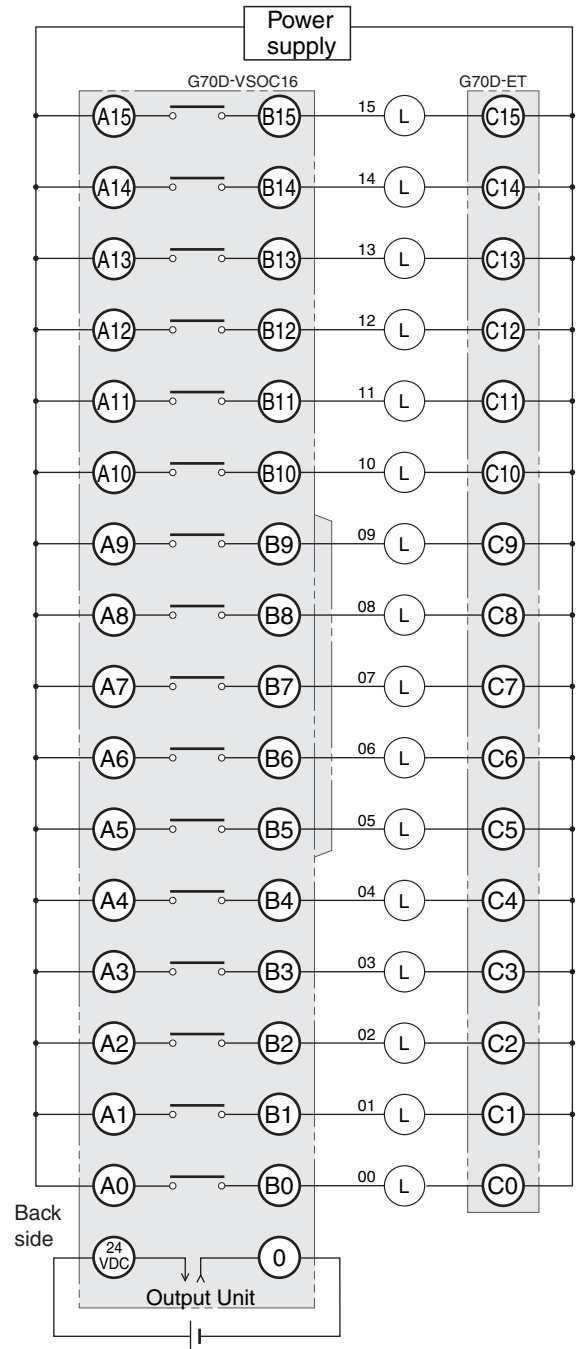 Power
supply
G70D-VSOC16 G70D-ET
A15 B15 15 L C15
A14 B14 14 L C14
A13 B13 13 L C13
A12 B12 12 L C12
A11 B11 11 L C11
A10 B10 10 L C10
A9 B9 09 L C9
A8 B8 08 L C8
A7 B7 07 L C7
A6 B6 06 L C6
A5 B5 05 L C5
A4 B4 04 L C4
A3 B3 03 L C3
A2 B2 02 L C2
A1 B1 01 L C1
A0 B0 00 L C0
Back
side
24
VDC 0
Output Unit